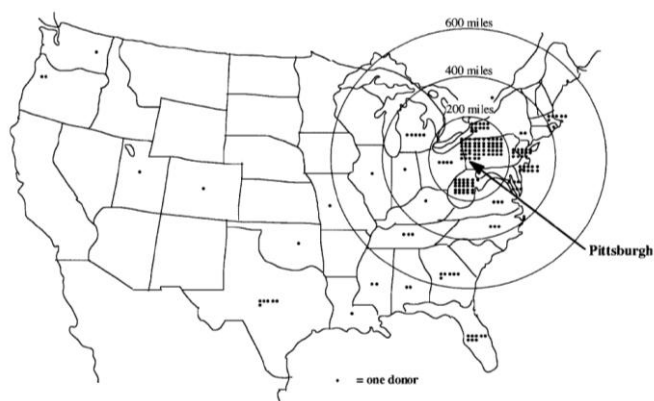 600 miles
400 miles
200 miles
Pittsburgh
= one donor